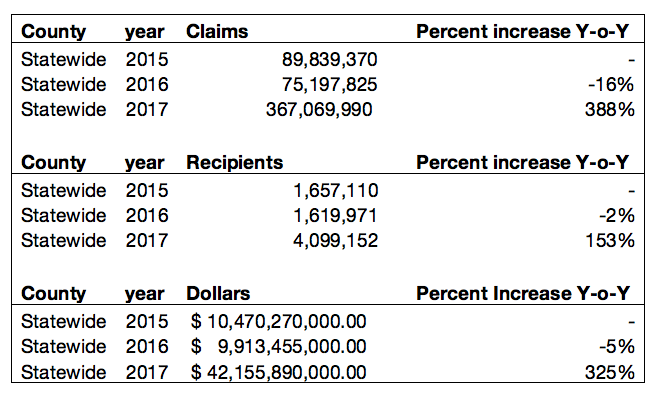 County year Claims Percent increase Y-o-Y
Statewide 2015 89,839,370 -
Statewide 2016 75,197,825 -16%
Statewide 2017 367,069,990 388%
County year Recipients Percent increase Y-o-Y
Statewide 2015 1,657,110 -
Statewide 2016 1,619,971 -2%
Statewide 2017 4,099,152 153%
County year Dollars Percent Increase Y-o-Y
Statewide 2015 $ 10,470,270,000.00 -
Statewide 2016 $ 9,913,455,000.00 -5%
Statewide 2017 $ 42,155,890,000.00 325%